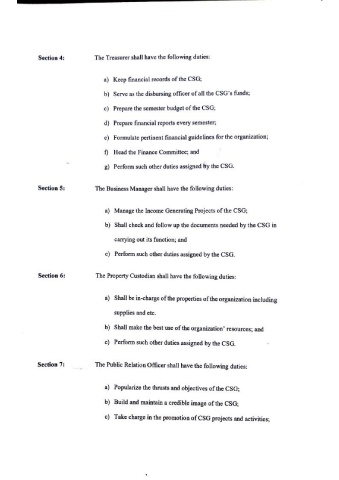 Section 4: The Treasurer shall have the following duties:
a) Keep financial records of the CSG;
b) Serve as the disbursing officer of all the CSG's funds;
c) Prepare the semester budget of the CSG;
d) Prepare financial reports every semester;
e) Formulate pertinent financial guidelines for the organization;
f) Head the Finance Committee; and
g) Perform such other duties assigned by the CSG.
Section 5: The Business Manager shall have the following duties:
a) Manage the Income Generating Projects of the CSG;
b) Shall check and follow up the documents needed by the CSG in
carrying out its function; and
c) Perform such other duties assigned by the CSG.
Section 6: The Property Custodian shall have the following duties:
a) Shall be in-charge of the properties of the organization including
supplies and etc.
b) Shall make the best use of the organization' resources; and
c) Perform such other duties assigned by the CSG.
Section 7: The Public Relation Officer shall have the following duties:
a) Popularize the thrusts and objectives of the CSG;
b) Build and maintain a credible image of the CSG;
c) Take charge in the promotion of CSG projects and activities;